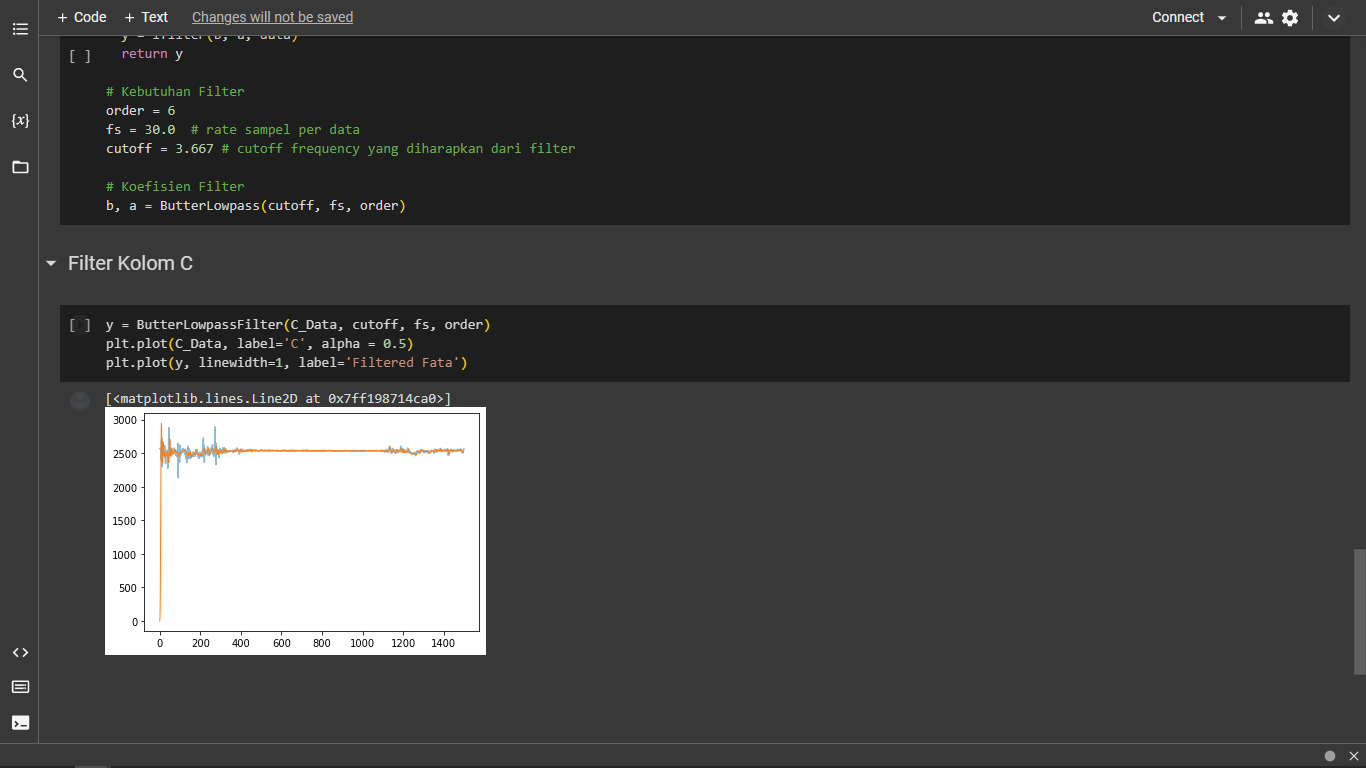 + Code + Text Changes will not be saved Connect
[ ] return y
# Kebutuhan Filter
order = 6
fs = 30.0 # rate sampel per data
cutoff = 3.667 # cutoff frequency yang diharapkan dari filter
# Koefisien Filter
b, a = ButterLowpass(cutoff, fs, order)
Filter Kolom C
[ ] y = ButterLowpassFilter(C_Data, cutoff, fs, order)
plt.plot(C_Data, label='C', alpha = 0.5)
plt.plot(y, linewidth=1, label='Filtered Fata')
[<matplotlib.lines.Line2D at 0x7ff198714ca0>]
3000
2500
2000
1500
1000
500
0
0 200 400 600 800 1000 1200 1400